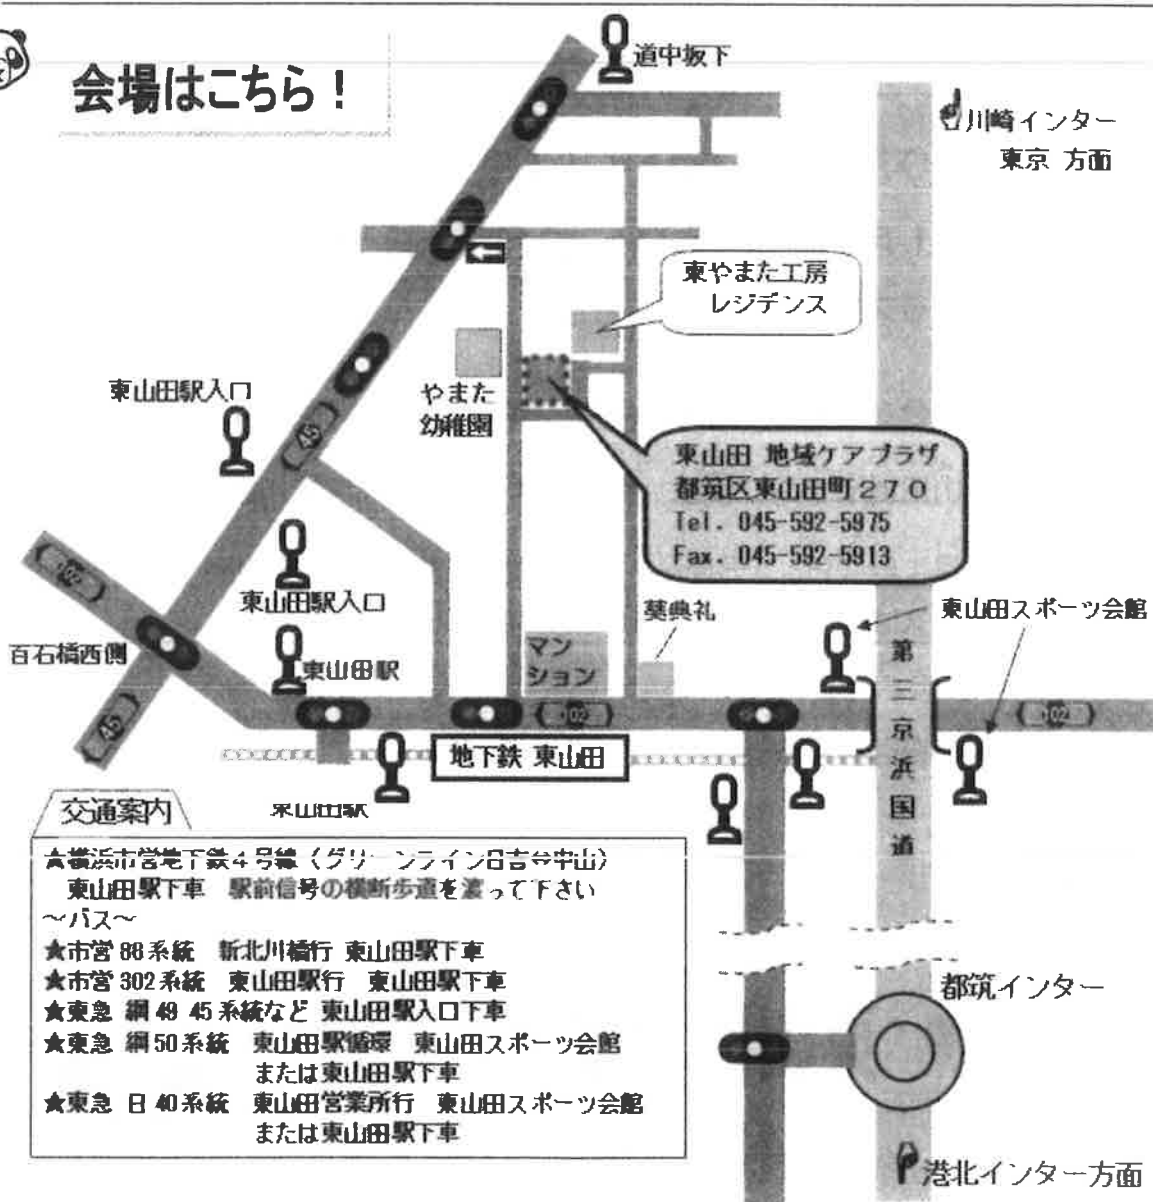 会場はこちら！
道中坂下
川崎インター
東京 方面
東やまた工房
レジデンス
東山田駅入口
やまた
幼稚園
45
東山田 地域ケアプラザ
都筑区東山田町２７０
Tel. 045-592-5975
Fax. 045-592-5913
102
東山田駅入口
葵典礼
東山田スポーツ会館
百石橋西側
東山田駅
マン
ション
第三京浜国道
45
102
102
地下鉄 東山田
東山田駅
交通案内
★横浜市営地下鉄４号線（グリーンライン日吉⇔中山）
東山田駅下車 駅前信号の横断歩道を渡って下さい
～バス～
★市営 88 系統 新北川橋行 東山田駅下車
★市営 302 系統 東山田駅行 東山田駅下車
★東急 綱 49 45 系統など 東山田駅入口下車
★東急 綱 50 系統 東山田駅循環 東山田スポーツ会館
または東山田駅下車
★東急 日 40 系統 東山田営業所行 東山田スポーツ会館
または東山田駅下車
都筑インター
港北インター方面